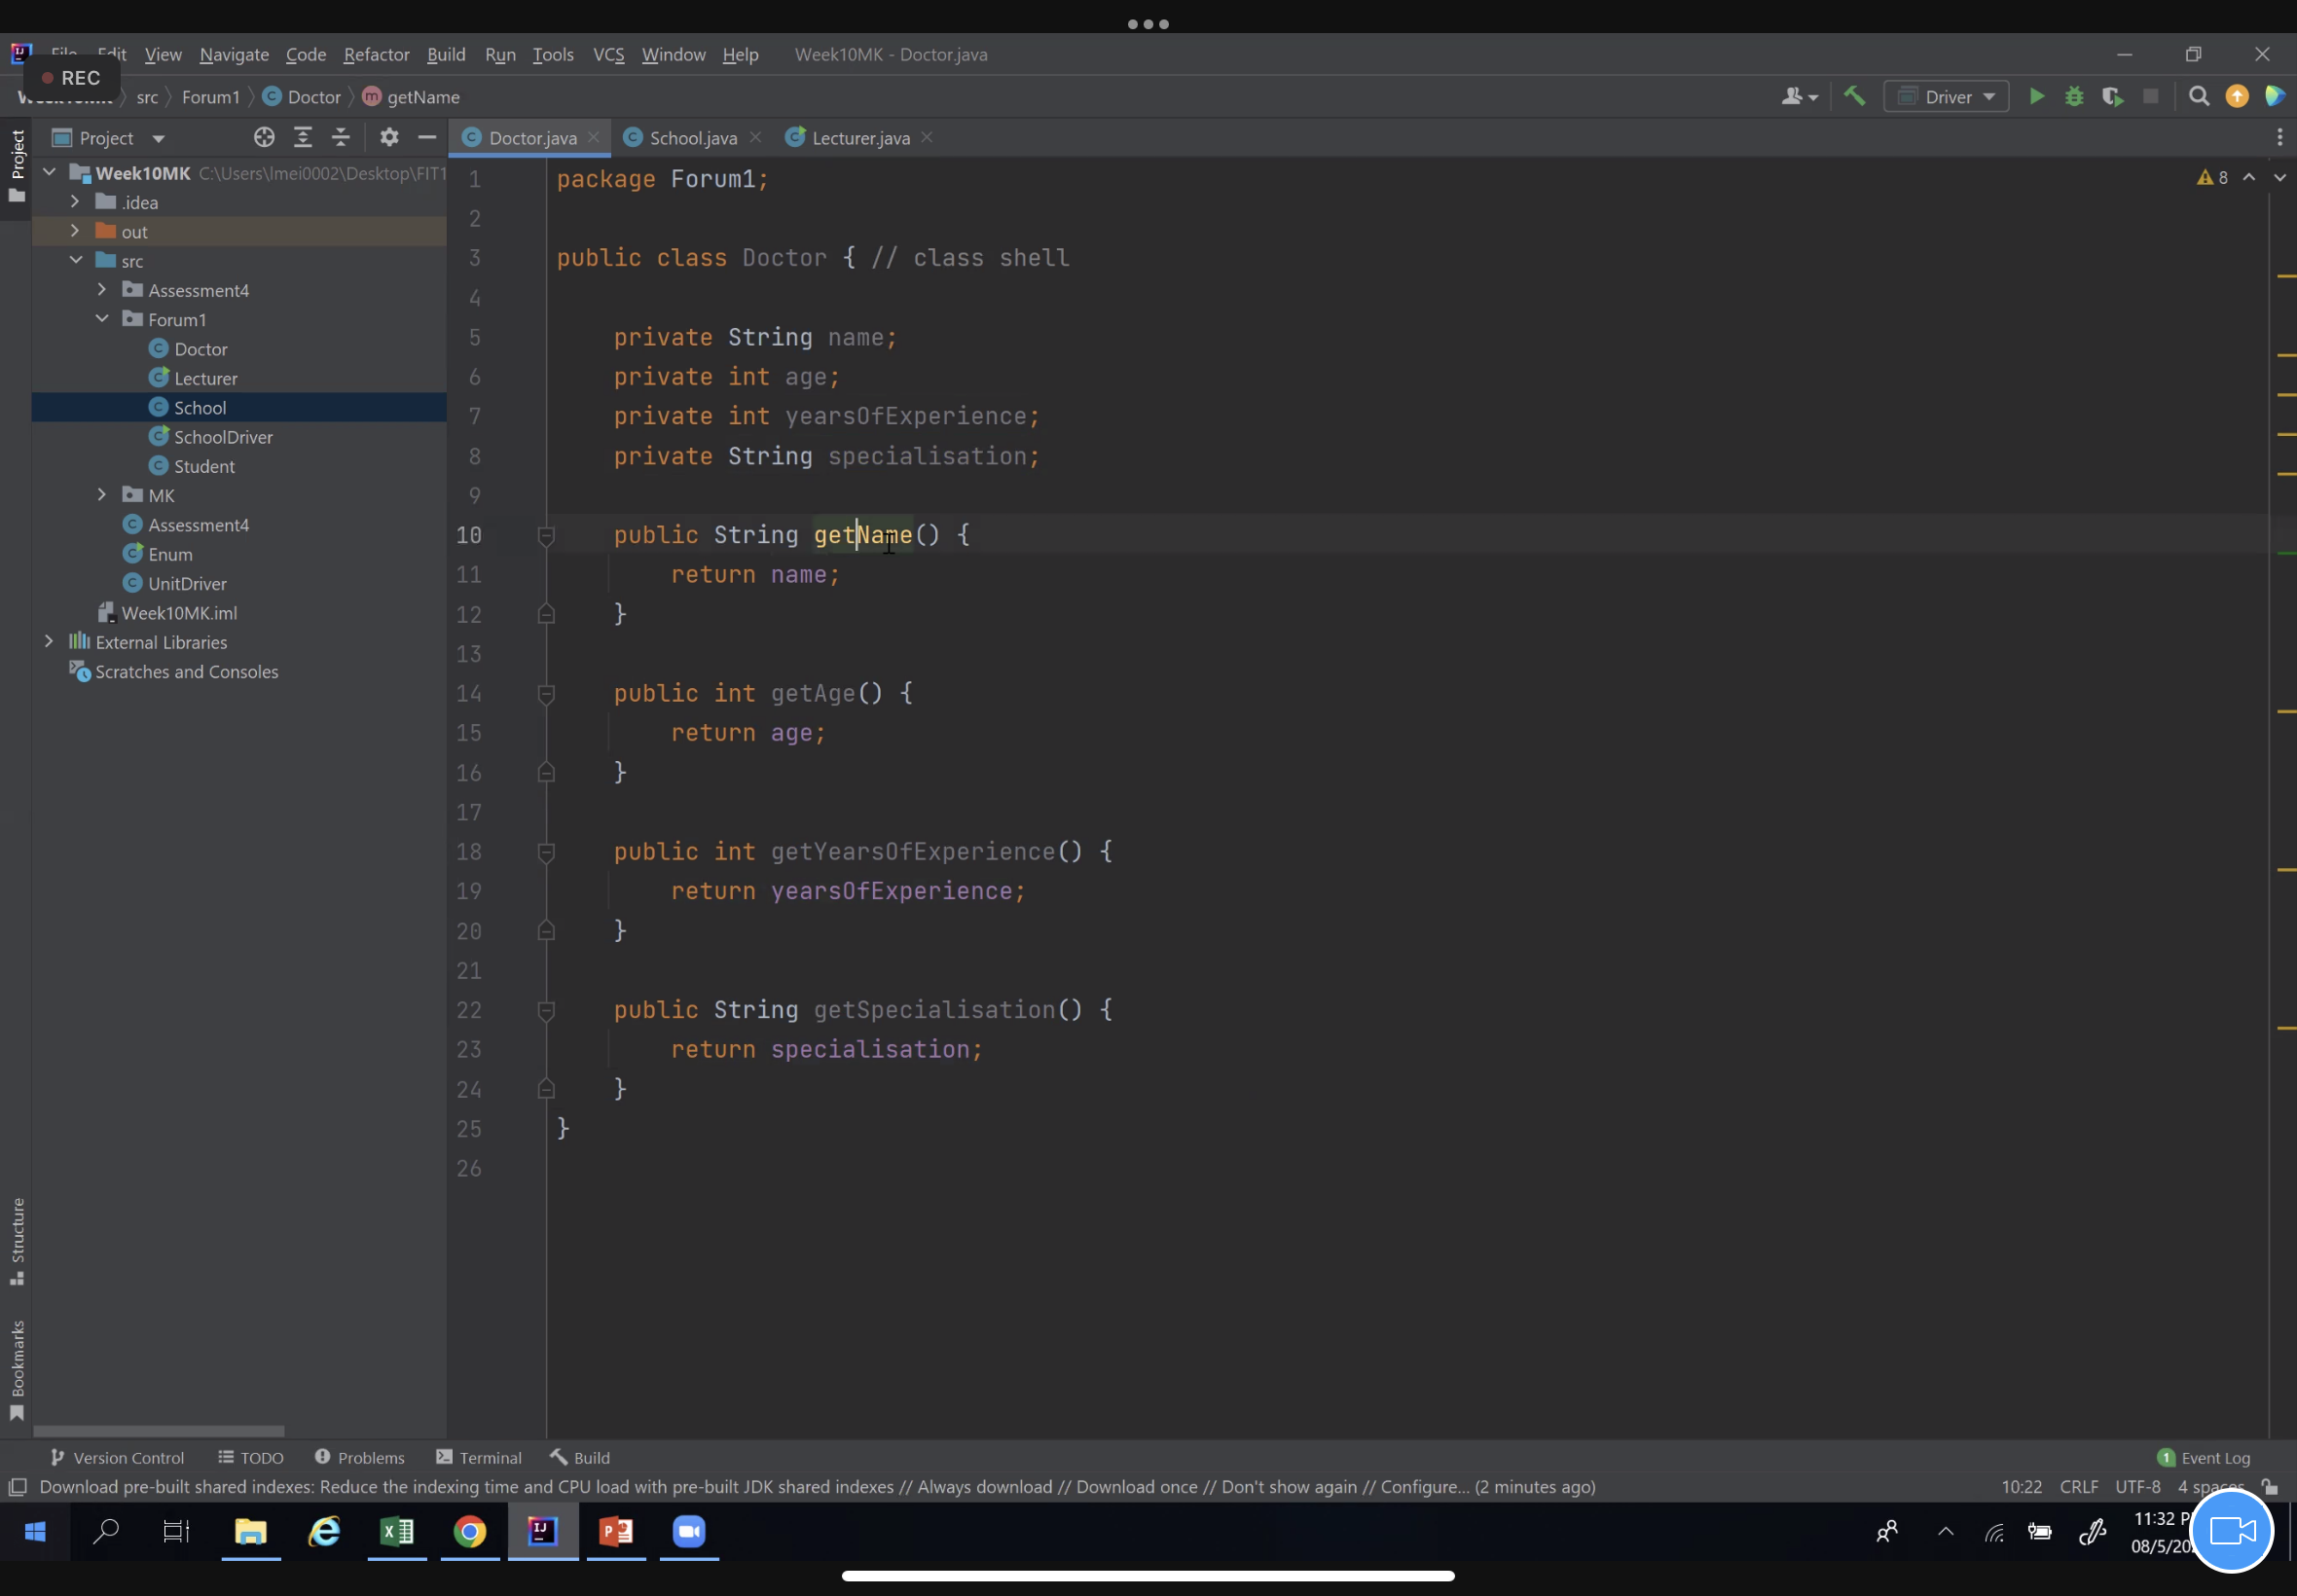 File Edit View Navigate Code Refactor Build Run Tools VCS Window Help Week10MK - Doctor.java
REC
src Forum1 Doctor getName Driver
Project Doctor.java School.java Lecturer.java
Project
Week10MK C:\Users\lmei0002\Desktop\FIT1
.idea
out
src
Assessment4
Forum1
Doctor
Lecturer
School
SchoolDriver
Student
MK
Assessment4
Enum
UnitDriver
Week10MK.iml
External Libraries
Scratches and Consoles
8
1 package Forum1;
2
3 public class Doctor { // class shell
4
5 private String name;
6 private int age;
7 private int yearsOfExperience;
8 private String specialisation;
9
10 public String getName() {
11 return name;
12 }
13
14 public int getAge() {
15 return age;
16 }
17
18 public int getYearsOfExperience() {
19 return yearsOfExperience;
20 }
21
22 public String getSpecialisation() {
23 return specialisation;
24 }
25 }
26
Structure
Bookmarks
Version Control TODO Problems Terminal Build 1 Event Log
Download pre-built shared indexes: Reduce the indexing time and CPU load with pre-built JDK shared indexes // Always download // Download once // Don't show again // Configure... (2 minutes ago) 10:22 CRLF UTF-8 4 spaces
11:32 P
08/5/20